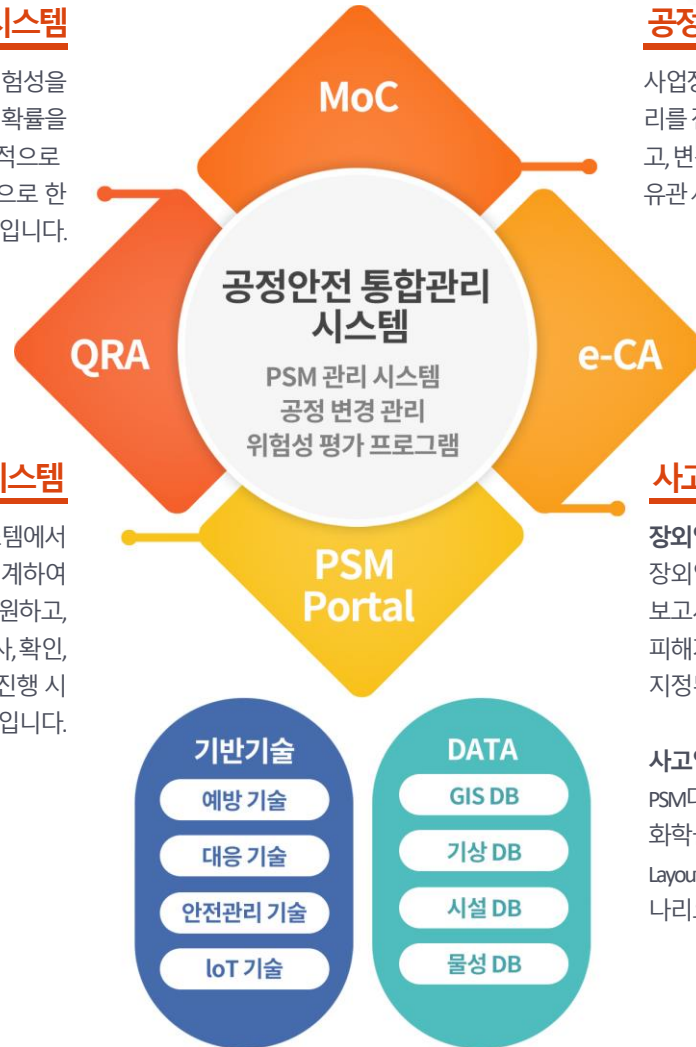 시스템
험성을
확률을
적으로
으로 한
입니다.
MoC
공정
사업장
리를
고, 변
유관
QRA
공정안전 통합관리
시스템
PSM 관리 시스템
공정 변경 관리
위험성 평가 프로그램
e-CA
PSM
Portal
시스템
템에서
계하여
원하고,
사, 확인,
진행 시
입니다.
사고
장외
장외
보고
피해
지정
사고
PSM
화학
Layou
나리
기반기술
예방 기술
대응 기술
안전관리 기술
IoT 기술
DATA
GIS DB
기상 DB
시설 DB
물성 DB